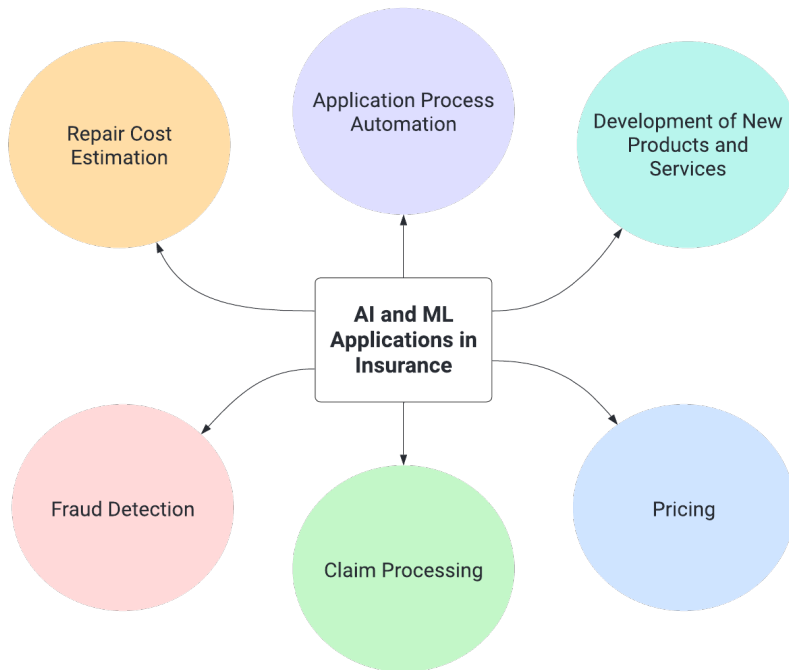 Application Process
Automation
Repair Cost
Estimation
Development of New
Products and
Services
AI and ML
Applications in
Insurance
Fraud Detection
Claim Processing
Pricing